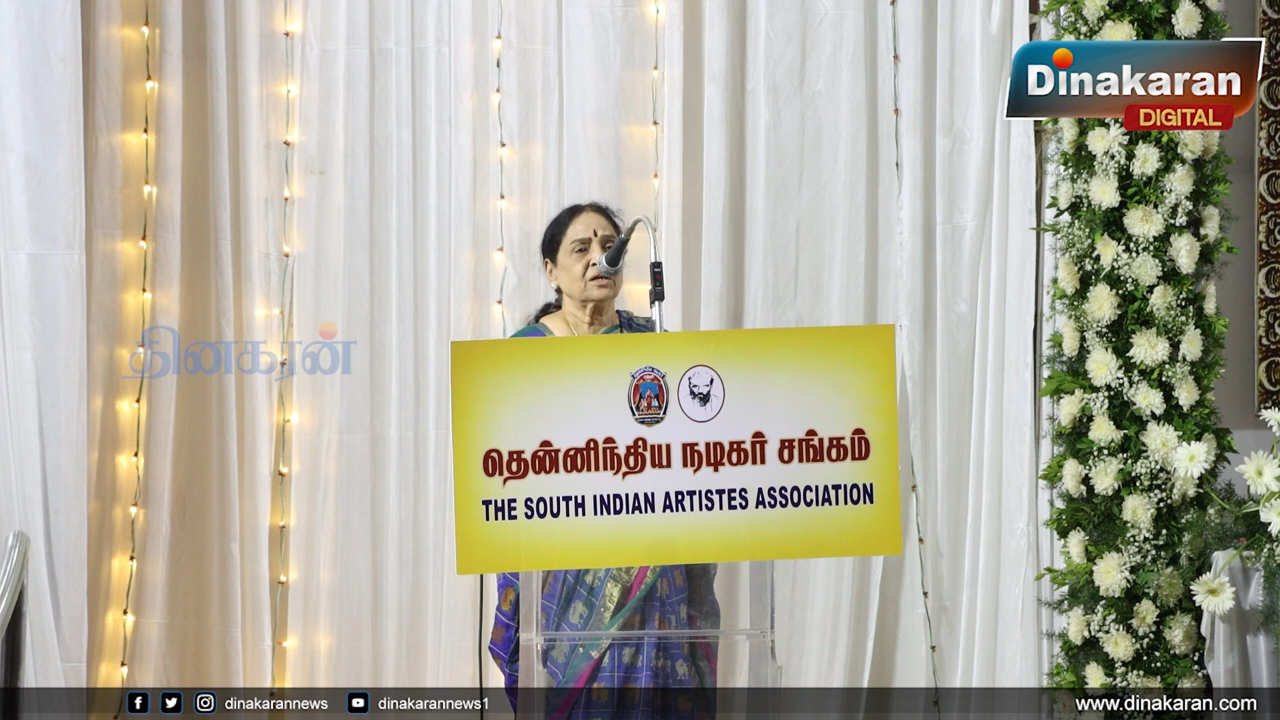 Dinakaran
DIGITAL
தினகரன்
தென்னிந்திய நடிகர் சங்கம்
THE SOUTH INDIAN ARTISTES ASSOCIATION
dinakarannews
dinakarannews1
www.dinakaran.com